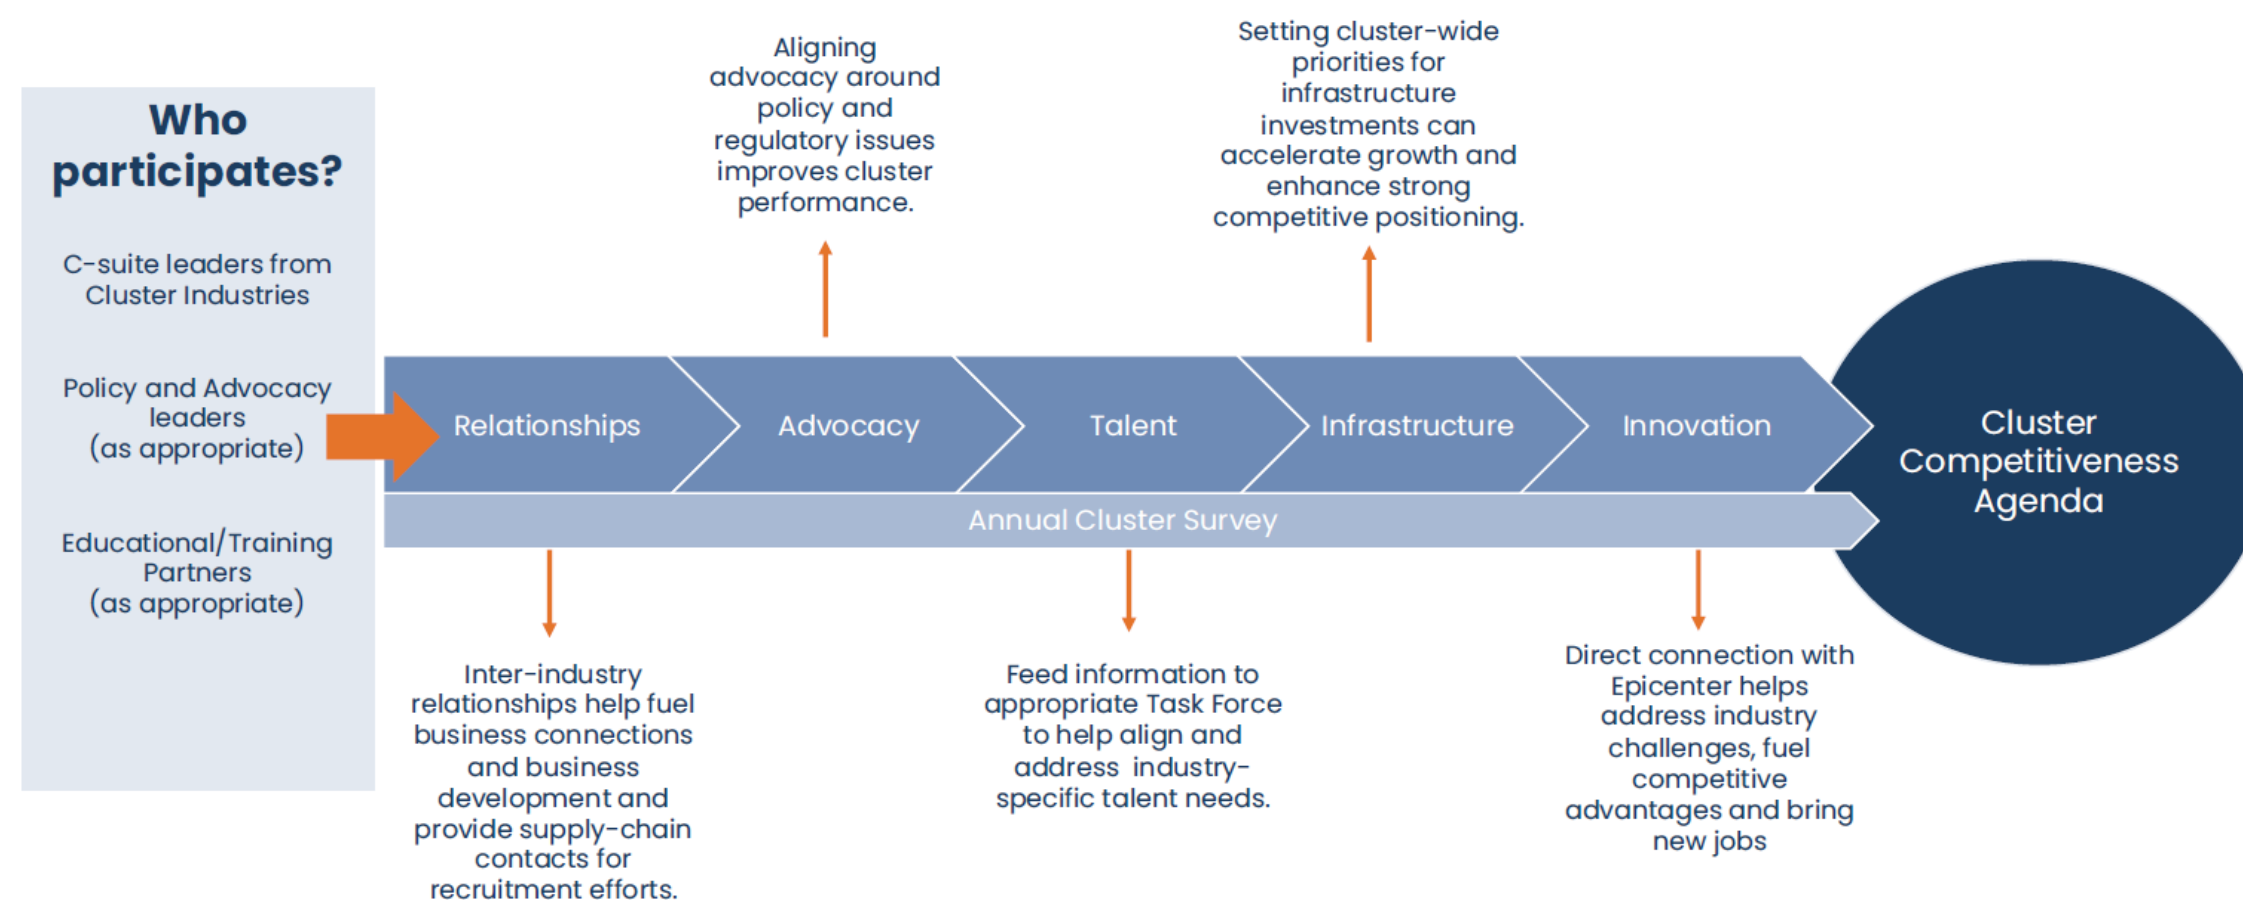 Who
participates?
C-suite leaders from
Cluster Industries
Policy and Advocacy
leaders
(as appropriate)
Educational/Training
Partners
(as appropriate)
Aligning
advocacy around
policy and
regulatory issues
improves cluster
performance.
Setting cluster-wide
priorities for
infrastructure
investments can
accelerate growth and
enhance strong
competitive positioning.
Relationships
Advocacy
Talent
Infrastructure
Innovation
Annual Cluster Survey
Cluster
Competitiveness
Agenda
Inter-industry
relationships help fuel
business connections
and business
development and
provide supply-chain
contacts for
recruitment efforts.
Feed information to
appropriate Task Force
to help align and
address industry-
specific talent needs.
Direct connection with
Epicenter helps
address industry
challenges, fuel
competitive
advantages and bring
new jobs